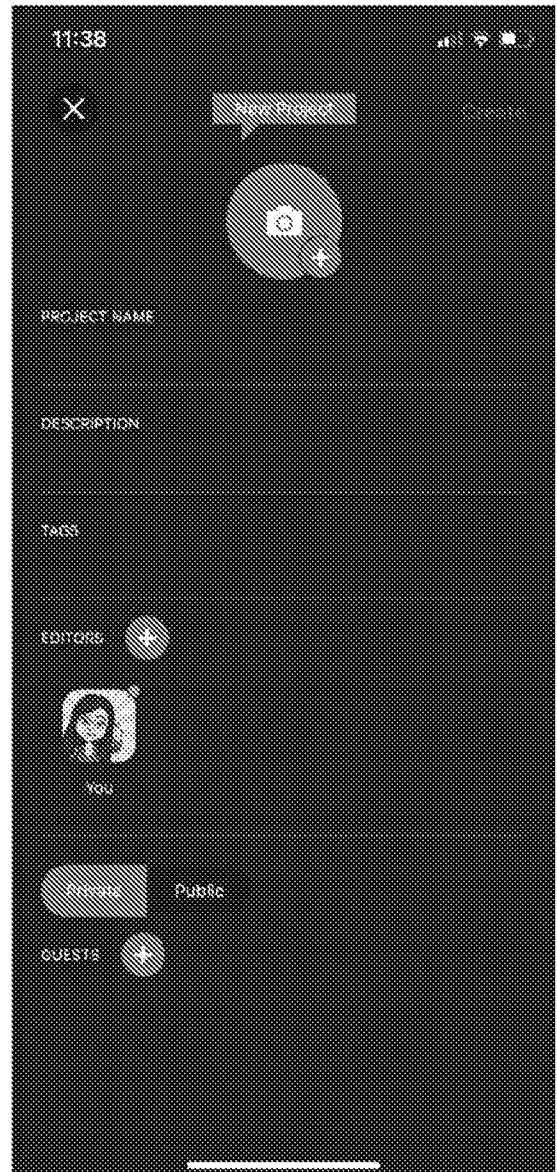 11:38
New Project
Create
PROJECT NAME
DESCRIPTION
TAGS
EDITORS
You
Private Public
GUESTS